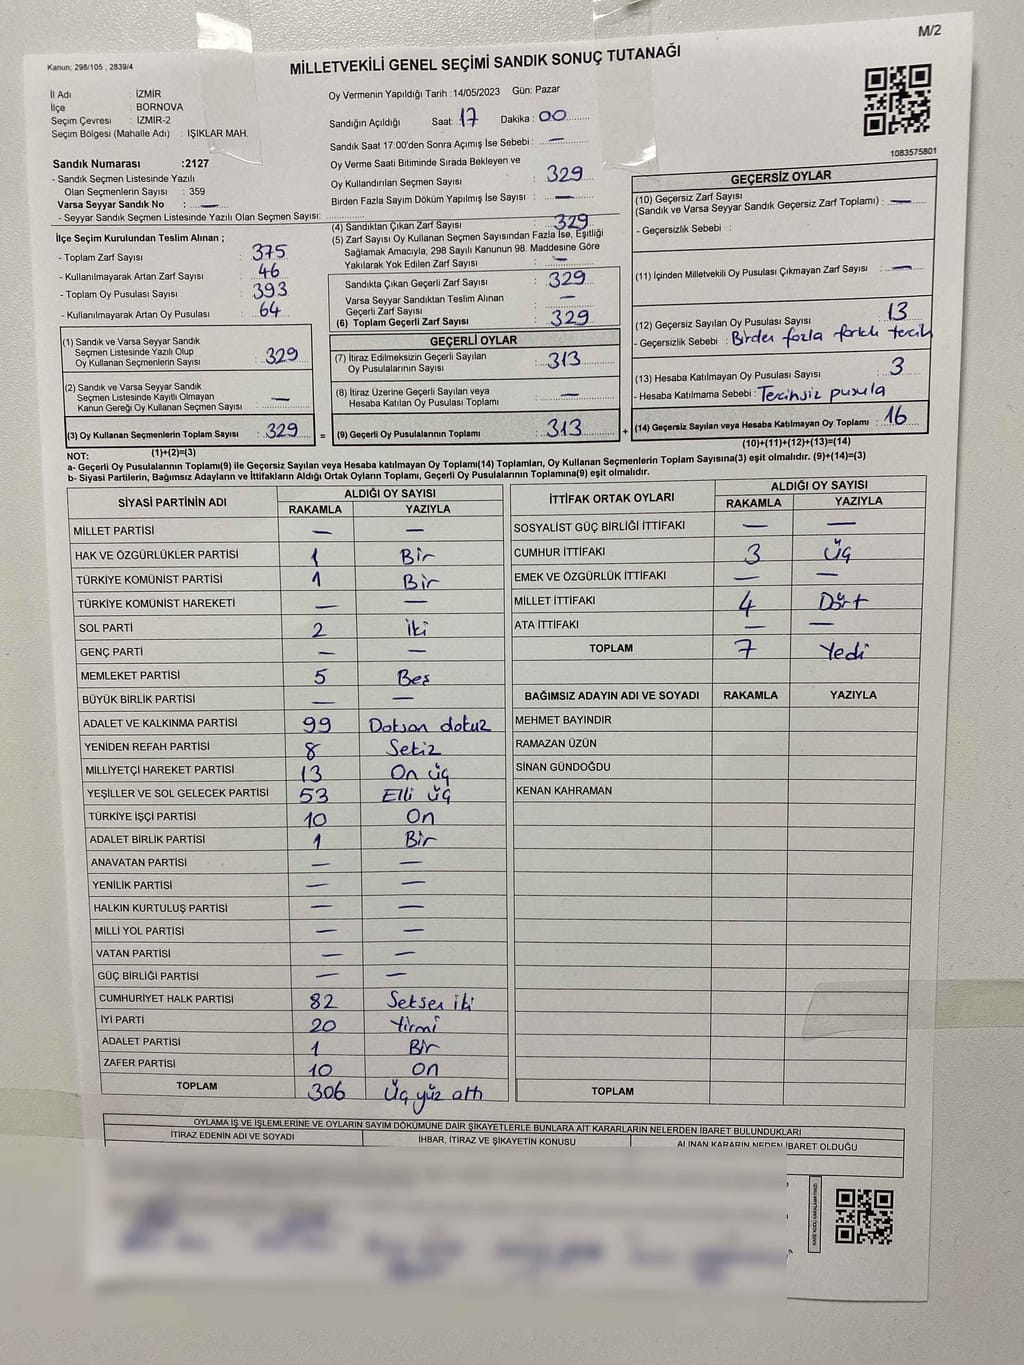 M/2
Kanun; 298/105 , 2839/4
MİLLETVEKİLİ GENEL SEÇİMİ SANDIK SONUÇ TUTANAĞI
İl Adı : İZMİR
İlçe : BORNOVA
Seçim Çevresi : İZMİR-2
Seçim Bölgesi (Mahalle Adı) : IŞIKLAR MAH.
Sandık Numarası :2127
- Sandık Seçmen Listesinde Yazılı
Olan Seçmenlerin Sayısı : 359
Varsa Seyyar Sandık No : —
- Seyyar Sandık Seçmen Listesinde Yazılı Olan Seçmen Sayısı:
İlçe Seçim Kurulundan Teslim Alınan ;
- Toplam Zarf Sayısı : 375
- Kullanılmayarak Artan Zarf Sayısı : 46
- Toplam Oy Pusulası Sayısı : 393
- Kullanılmayarak Artan Oy Pusulası : 64
(1) Sandık ve Varsa Seyyar Sandık
Seçmen Listesinde Yazılı Olup
Oy Kullanan Seçmenlerin Sayısı : 329
(2) Sandık ve Varsa Seyyar Sandık
Seçmen Listesinde Kayıtlı Olmayan
Kanun Gereği Oy Kullanan Seçmen Sayısı : —
(3) Oy Kullanan Seçmenlerin Toplam Sayısı : 329
(1)+(2)=(3)
Oy Vermenin Yapıldığı Tarih :14/05/2023 Gün: Pazar
Sandığın Açıldığı Saat: 17 Dakika : 00
Sandık Saat 17:00'den Sonra Açımış İse Sebebi : —
Oy Verme Saati Bitiminde Sırada Bekleyen ve
Oy Kullandırılan Seçmen Sayısı : 329
Birden Fazla Sayım Döküm Yapılmış İse Sayısı : —
(4) Sandıktan Çıkan Zarf Sayısı : 329
(5) Zarf Sayısı Oy Kullanan Seçmen Sayısından Fazla İse, Eşitliği
Sağlamak Amacıyla, 298 Sayılı Kanunun 98. Maddesine Göre
Yakılarak Yok Edilen Zarf Sayısı : —
Sandıkta Çıkan Geçerli Zarf Sayısı : 329
Varsa Seyyar Sandıktan Teslim Alınan
Geçerli Zarf Sayısı : —
(6) Toplam Geçerli Zarf Sayısı : 329
GEÇERLİ OYLAR
(7) İtiraz Edilmeksizin Geçerli Sayılan
Oy Pusulalarının Sayısı : 313
(8) İtiraz Üzerine Geçerli Sayılan veya
Hesaba Katılan Oy Pusulası Toplamı : —
= (9) Geçerli Oy Pusulalarının Toplamı : 313 +
1083575801
GEÇERSİZ OYLAR
(10) Geçersiz Zarf Sayısı
(Sandık ve Varsa Seyyar Sandık Geçersiz Zarf Toplamı) : —
- Geçersizlik Sebebi :
(11) İçinden Milletvekili Oy Pusulası Çıkmayan Zarf Sayısı : —
(12) Geçersiz Sayılan Oy Pusulası Sayısı : 13
- Geçersizlik Sebebi : Birden fazla farklı tercih
(13) Hesaba Katılmayan Oy Pusulası Sayısı : 3
- Hesaba Katılmama Sebebi : Tercihsiz pusula
(14) Geçersiz Sayılan veya Hesaba Katılmayan Oy Toplamı : 16
(10)+(11)+(12)+(13)=(14)
NOT:
a- Geçerli Oy Pusulalarının Toplamı(9) ile Geçersiz Sayılan veya Hesaba katılmayan Oy Toplamı(14) Toplamları, Oy Kullanan Seçmenlerin Toplam Sayısına(3) eşit olmalıdır. (9)+(14)=(3)
b- Siyasi Partilerin, Bağımsız Adayların ve İttifakların Aldığı Ortak Oyların Toplamı, Geçerli Oy Pusulalarının Toplamına(9) eşit olmalıdır.
SİYASİ PARTİNİN ADI ALDIĞI OY SAYISI
RAKAMLA YAZIYLA
MİLLET PARTİSİ — —
HAK VE ÖZGÜRLÜKLER PARTİSİ 1 Bir
TÜRKİYE KOMÜNİST PARTİSİ 1 Bir
TÜRKİYE KOMÜNİST HAREKETİ — —
SOL PARTİ 2 iki
GENÇ PARTİ — —
MEMLEKET PARTİSİ 5 Beş
BÜYÜK BİRLİK PARTİSİ — —
ADALET VE KALKINMA PARTİSİ 99 Doksan dokuz
YENİDEN REFAH PARTİSİ 8 Sekiz
MİLLİYETÇİ HAREKET PARTİSİ 13 On üç
YEŞİLLER VE SOL GELECEK PARTİSİ 53 Elli üç
TÜRKİYE İŞÇİ PARTİSİ 10 On
ADALET BİRLİK PARTİSİ 1 Bir
ANAVATAN PARTİSİ — —
YENİLİK PARTİSİ — —
HALKIN KURTULUŞ PARTİSİ — —
MİLLİ YOL PARTİSİ — —
VATAN PARTİSİ — —
GÜÇ BİRLİĞİ PARTİSİ — —
CUMHURİYET HALK PARTİSİ 82 Seksen iki
İYİ PARTİ 20 Yirmi
ADALET PARTİSİ 1 Bir
ZAFER PARTİSİ 10 On
TOPLAM 306 Üç yüz altı
İTTİFAK ORTAK OYLARI ALDIĞI OY SAYISI
RAKAMLA YAZIYLA
SOSYALİST GÜÇ BİRLİĞİ İTTİFAKI — —
CUMHUR İTTİFAKI 3 Üç
EMEK VE ÖZGÜRLÜK İTTİFAKI — —
MİLLET İTTİFAKI 4 Dört
ATA İTTİFAKI — —
TOPLAM 7 Yedi
BAĞIMSIZ ADAYIN ADI VE SOYADI RAKAMLA YAZIYLA
MEHMET BAYINDIR
RAMAZAN ÜZÜN
SİNAN GÜNDOĞDU
KENAN KAHRAMAN
TOPLAM
OYLAMA İŞ VE İŞLEMLERİNE VE OYLARIN SAYIM DÖKÜMÜNE DAİR ŞİKAYETLERLE BUNLARA AİT KARARLARIN NELERDEN İBARET BULUNDUKLARI
İTİRAZ EDENİN ADI VE SOYADI İHBAR, İTİRAZ VE ŞİKAYETİN KONUSU ALINAN KARARIN NEDEN İBARET OLDUĞU